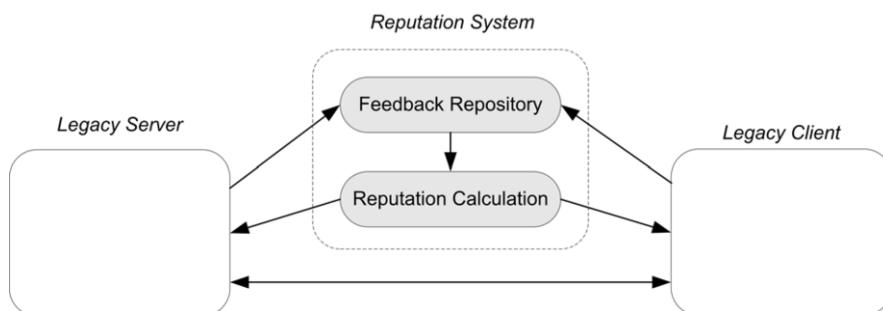 Reputation System
Feedback Repository
Legacy Server
Legacy Client
Reputation Calculation